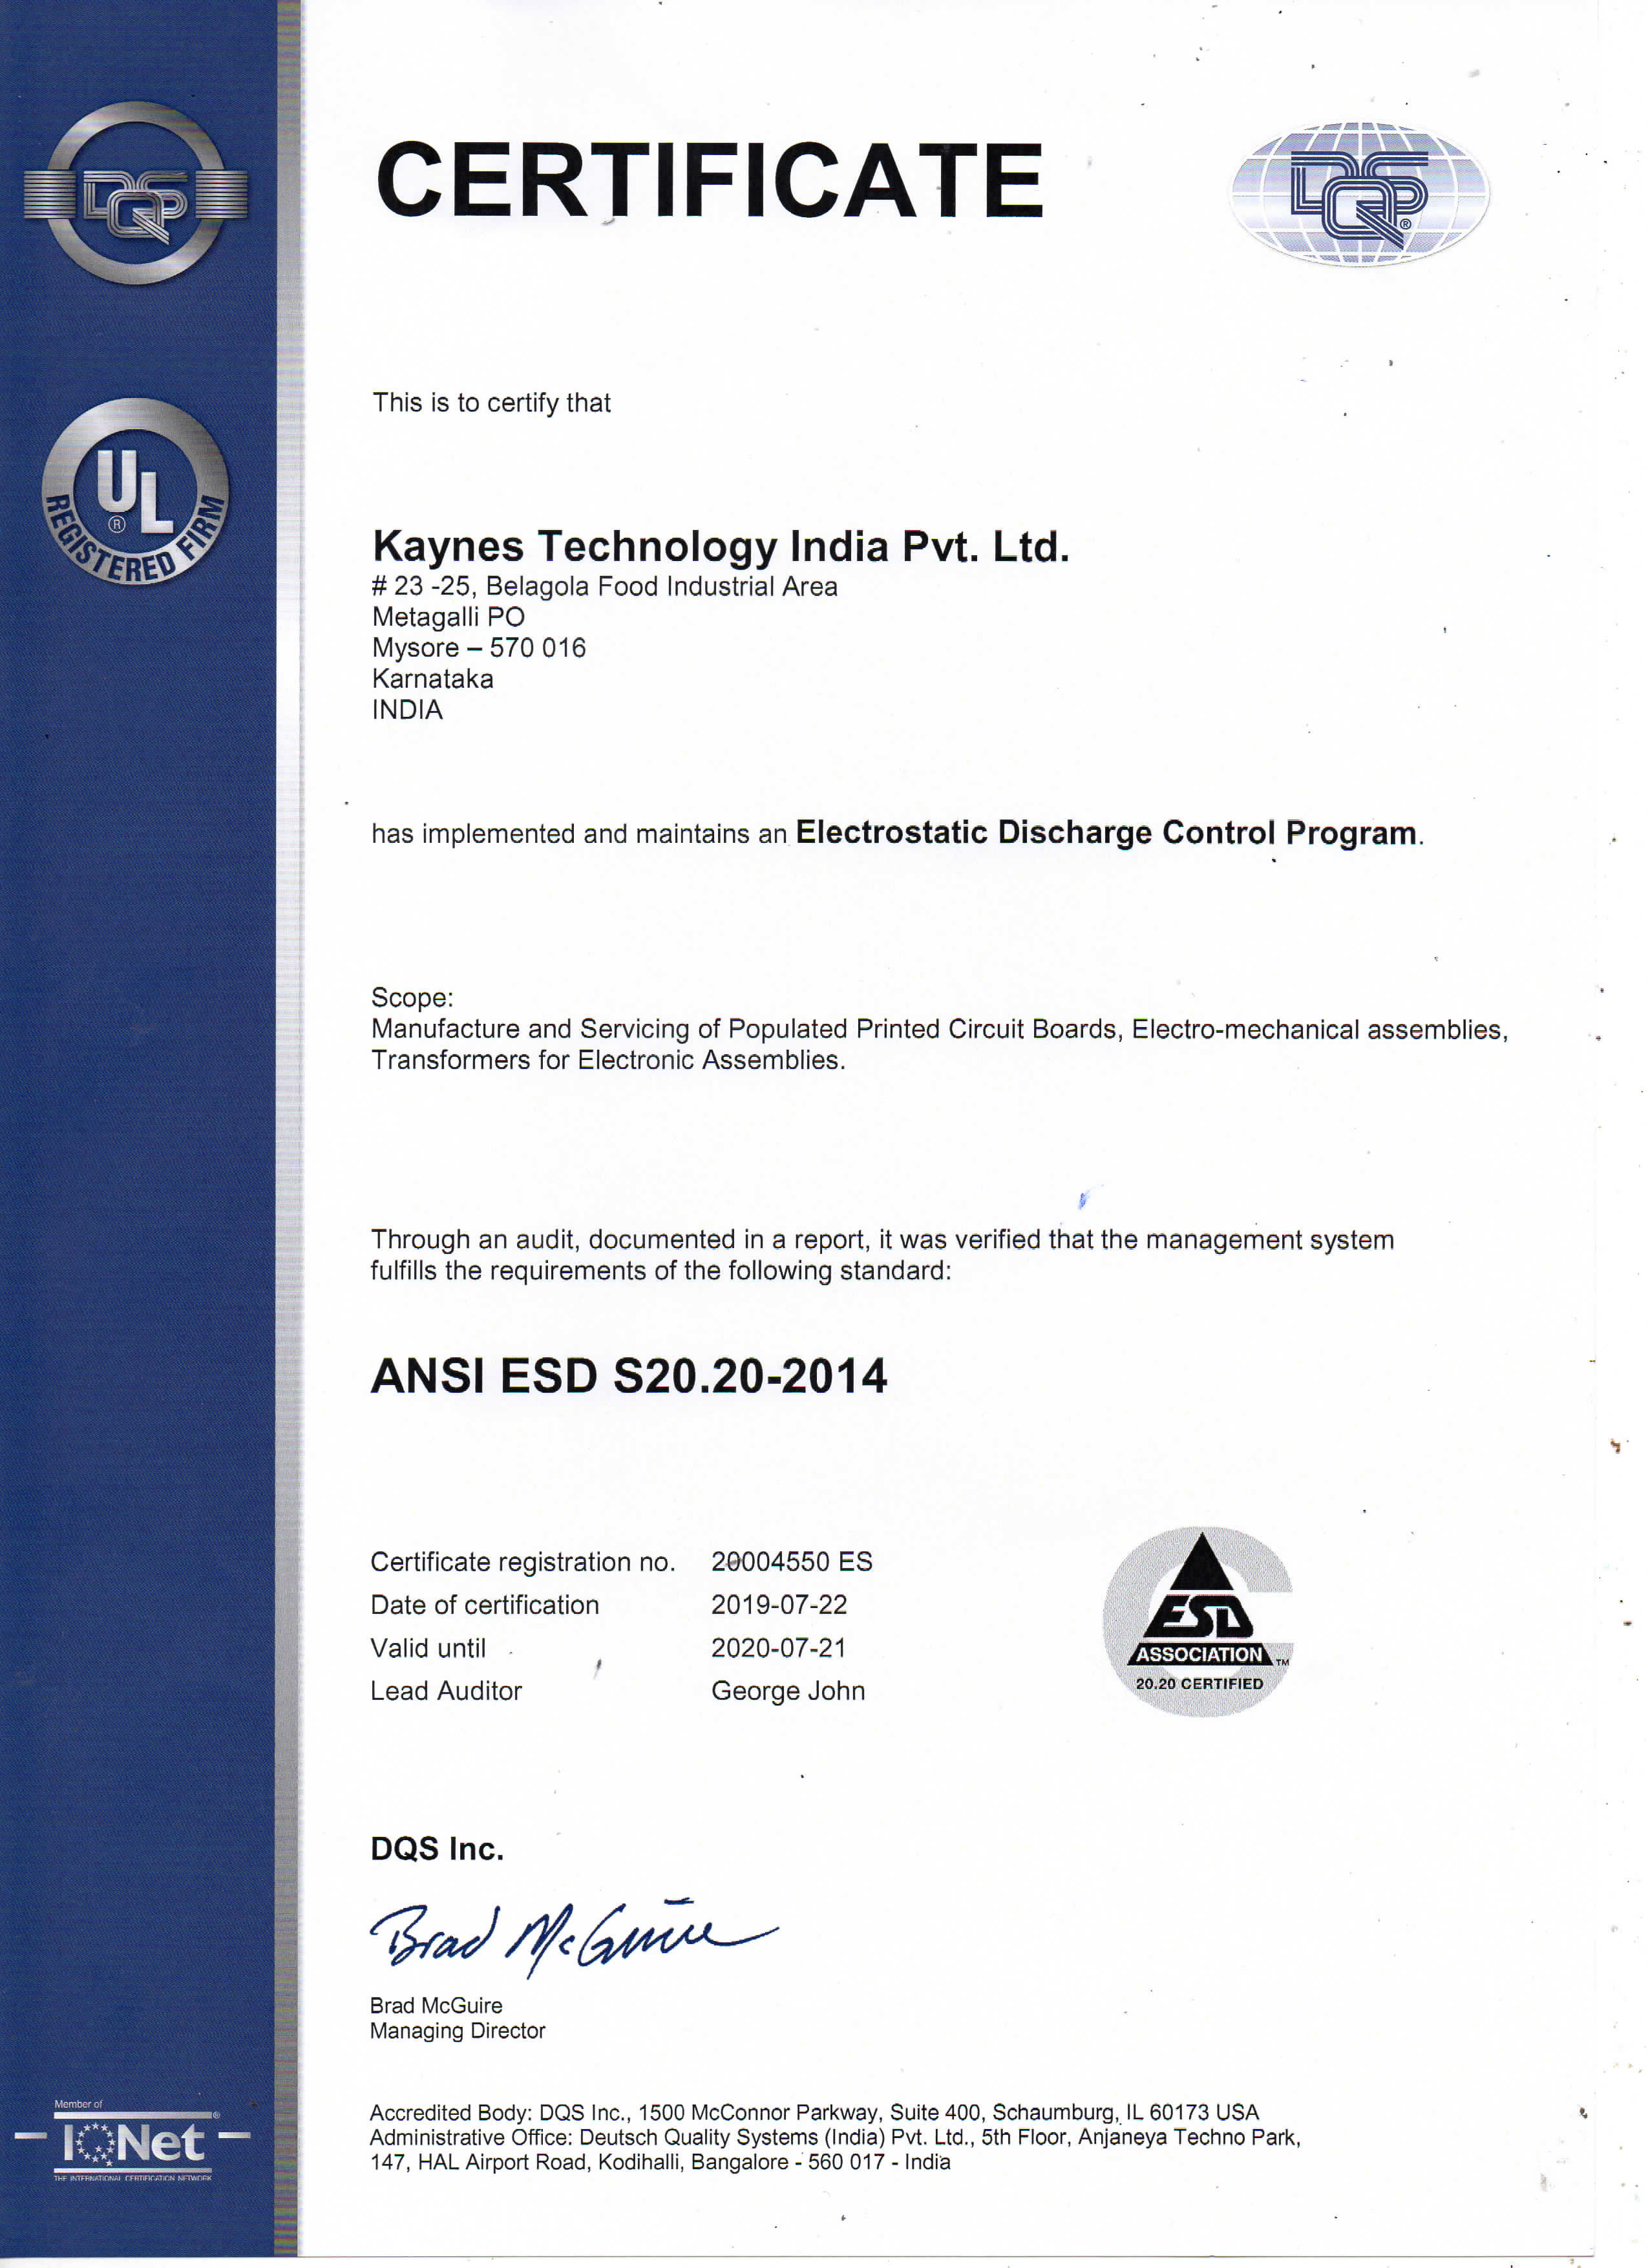 CERTIFICATE
DQS
DQS ®
UL ®
REGISTERED FIRM
This is to certify that
Kaynes Technology India Pvt. Ltd.
# 23 -25, Belagola Food Industrial Area
Metagalli PO
Mysore – 570 016
Karnataka
INDIA
has implemented and maintains an Electrostatic Discharge Control Program.
Scope:
Manufacture and Servicing of Populated Printed Circuit Boards, Electro-mechanical assemblies,
Transformers for Electronic Assemblies.
Through an audit, documented in a report, it was verified that the management system
fulfills the requirements of the following standard:
ANSI ESD S20.20-2014
Certificate registration no. 20004550 ES
Date of certification 2019-07-22
Valid until 2020-07-21
Lead Auditor George John
ESD
ASSOCIATION TM
20.20 CERTIFIED
DQS Inc.
Brad McGuire
Brad McGuire
Managing Director
Member of
IQNet ®
THE INTERNATIONAL CERTIFICATION NETWORK
Accredited Body: DQS Inc., 1500 McConnor Parkway, Suite 400, Schaumburg, IL 60173 USA
Administrative Office: Deutsch Quality Systems (India) Pvt. Ltd., 5th Floor, Anjaneya Techno Park,
147, HAL Airport Road, Kodihalli, Bangalore - 560 017 - India